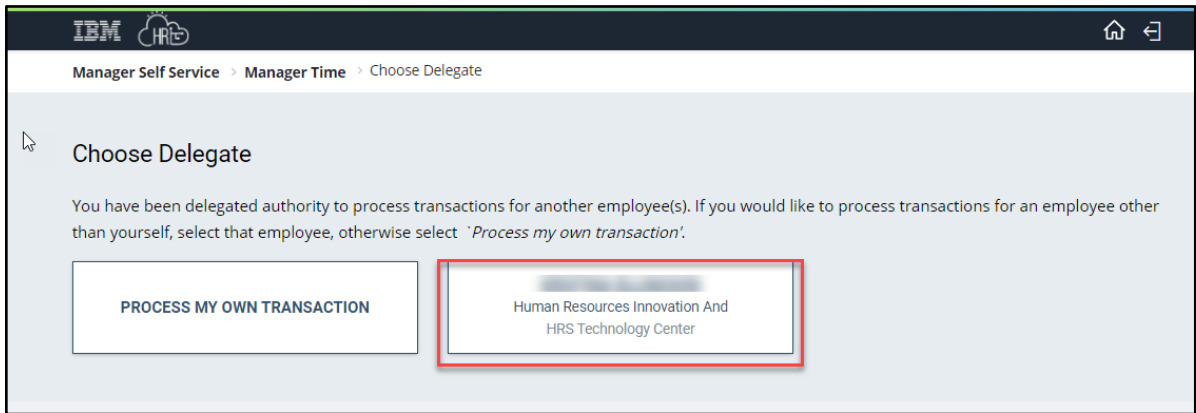 IBM HRit
Manager Self Service > Manager Time > Choose Delegate
Choose Delegate
You have been delegated authority to process transactions for another employee(s). If you would like to process transactions for an employee other
than yourself, select that employee, otherwise select `Process my own transaction'.
PROCESS MY OWN TRANSACTION
Human Resources Innovation And
HRS Technology Center